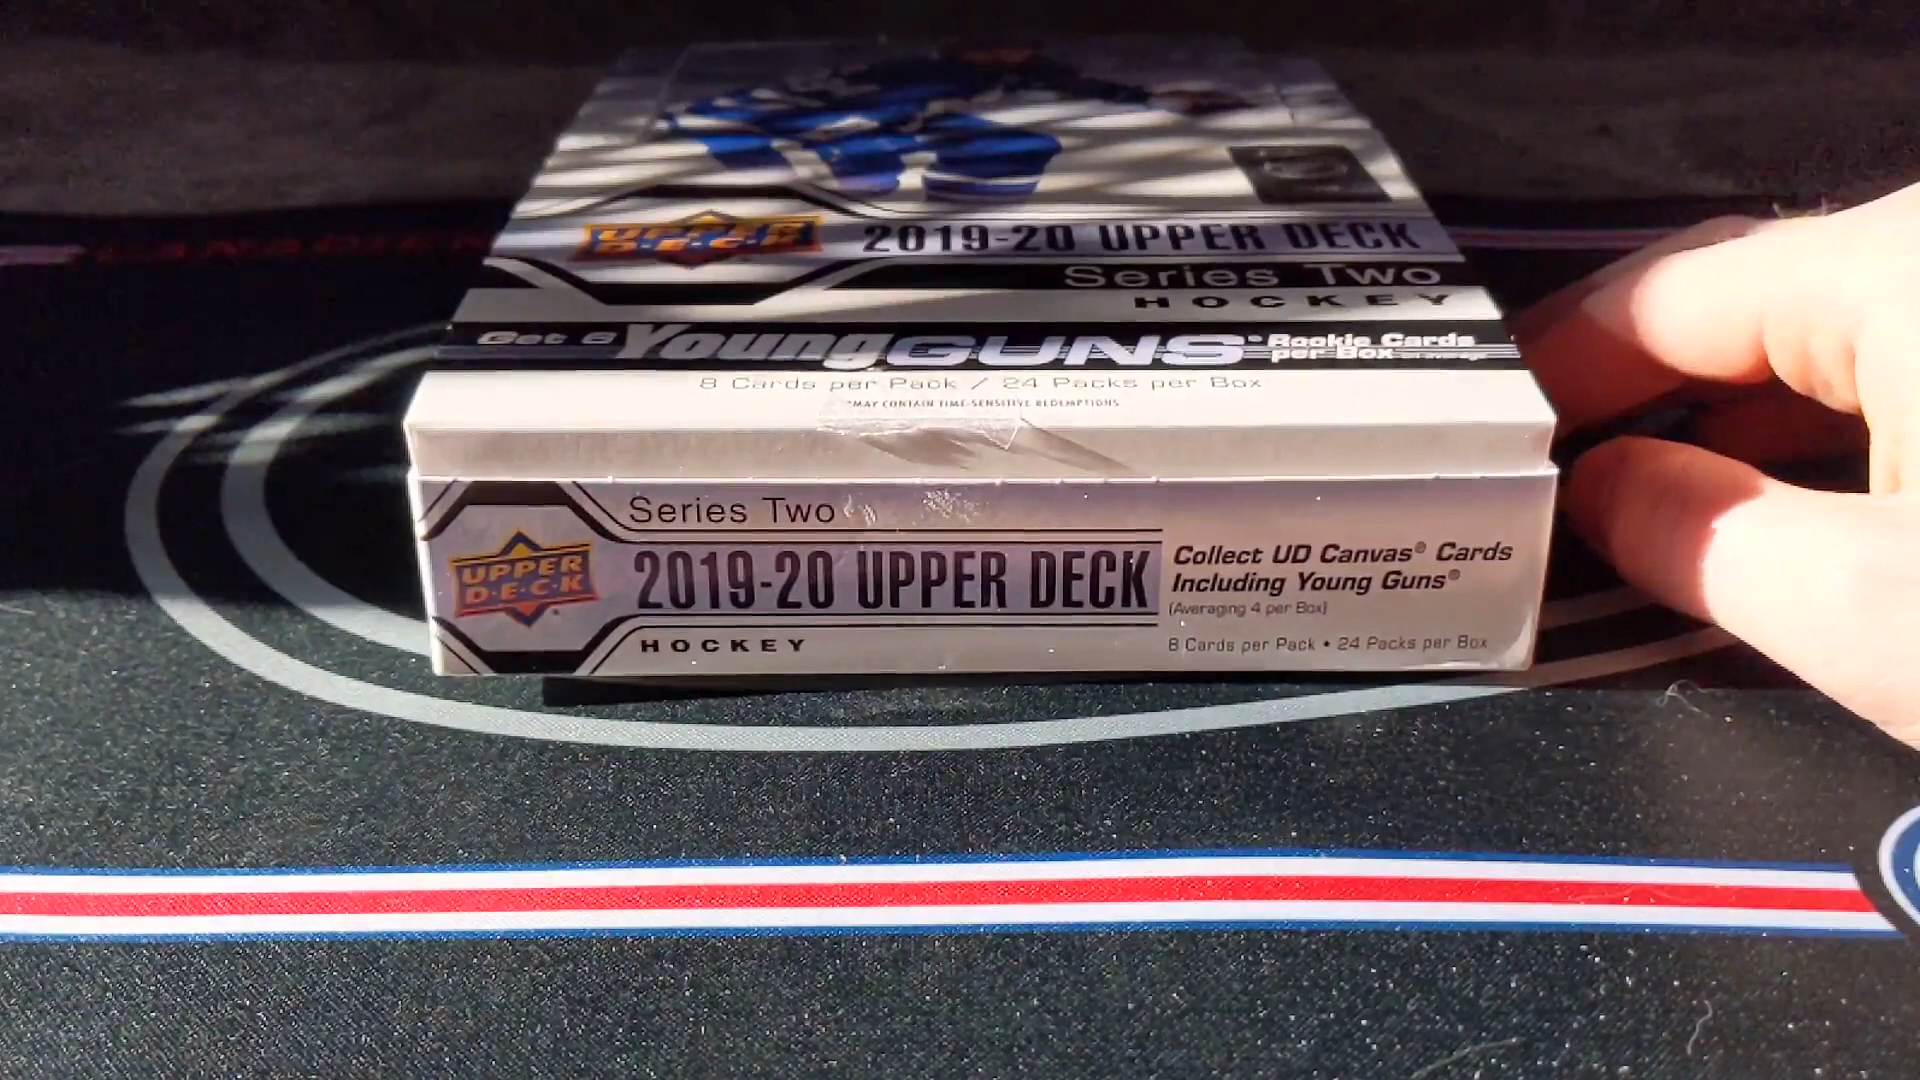 UPPER
D·E·C·K
2019-20 UPPER DECK
Series Two
HOCKEY
Get 6 Young GUNS® Rookie Cards
per Box
8 Cards per Pack / 24 Packs per Box
*MAY CONTAIN TIME-SENSITIVE REDEMPTIONS
Series Two
UPPER
D·E·C·K
2019-20 UPPER DECK
HOCKEY
Collect UD Canvas® Cards
Including Young Guns®
(Averaging 4 per Box)
8 Cards per Pack • 24 Packs per Box